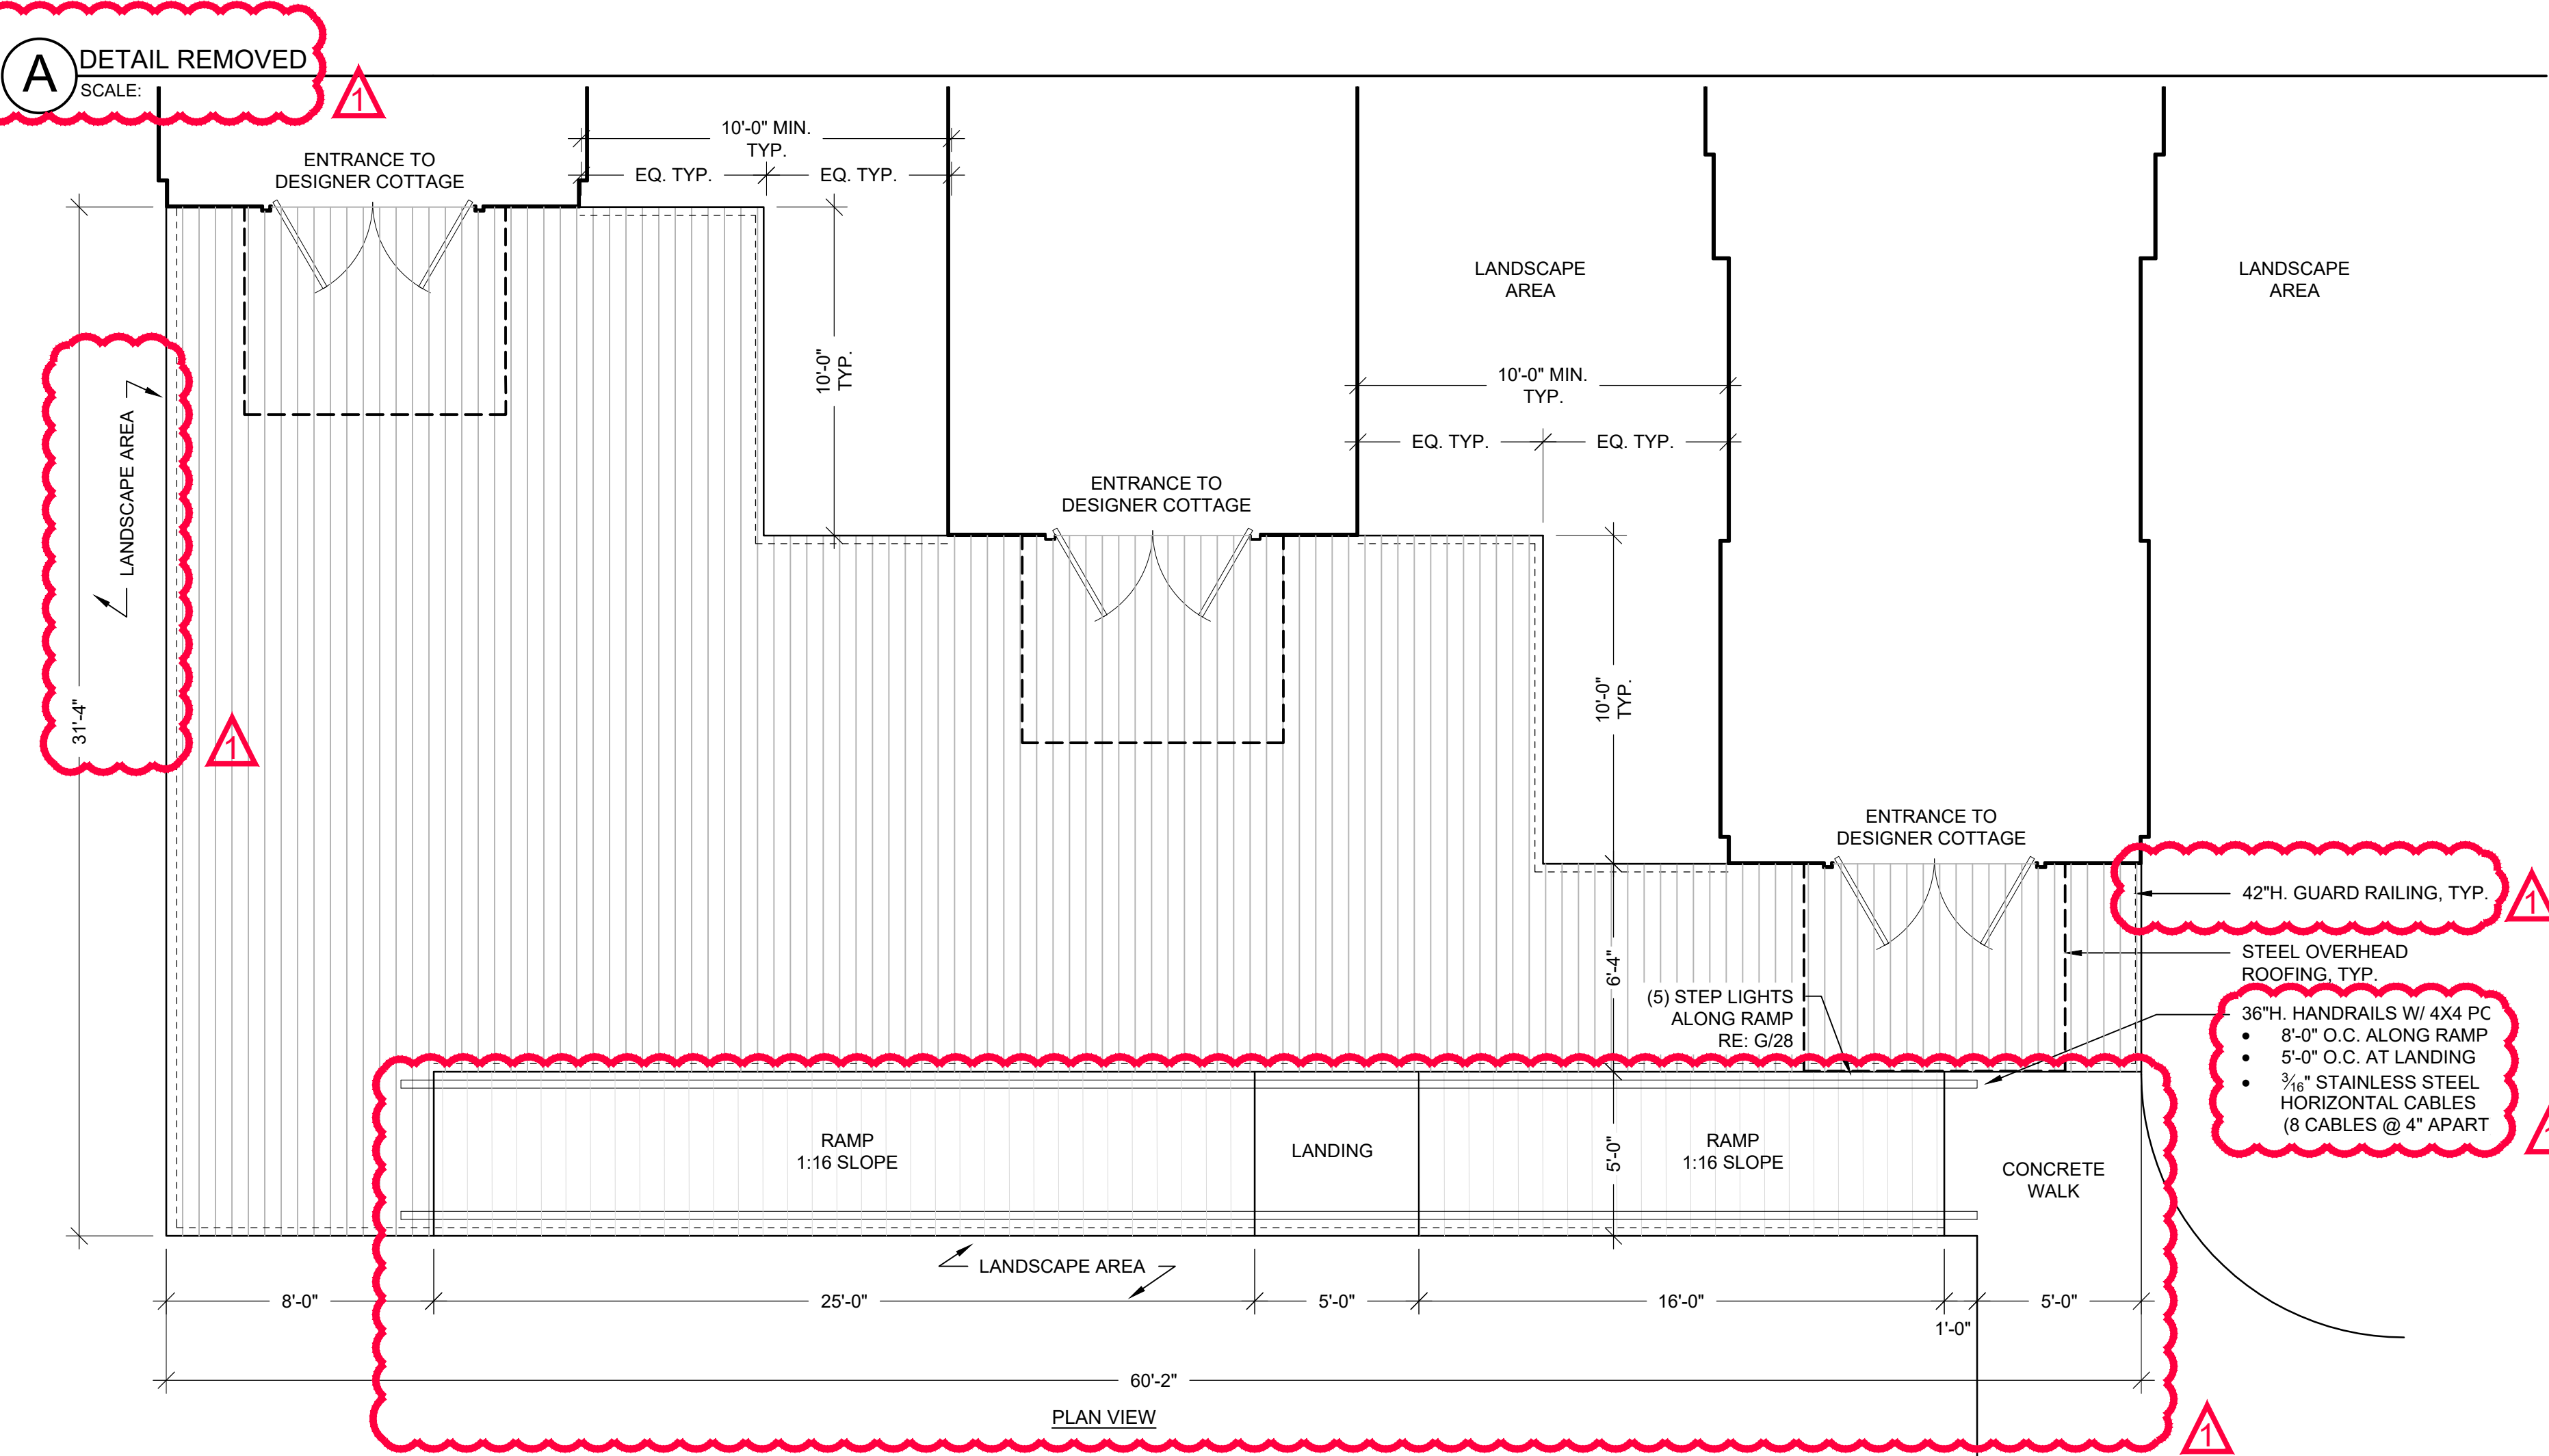 A
DETAIL REMOVED
SCALE:
1
10'-0" MIN.
TYP.
EQ. TYP.
EQ. TYP.
ENTRANCE TO
DESIGNER COTTAGE
LANDSCAPE
AREA
LANDSCAPE
AREA
10'-0"
TYP.
10'-0" MIN.
TYP.
EQ. TYP.
EQ. TYP.
LANDSCAPE AREA
31'-4"
1
ENTRANCE TO
DESIGNER COTTAGE
10'-0"
TYP.
ENTRANCE TO
DESIGNER COTTAGE
42"H. GUARD RAILING, TYP.
1
STEEL OVERHEAD
ROOFING, TYP.
6'-4"
(5) STEP LIGHTS
ALONG RAMP
RE: G/28
36"H. HANDRAILS W/ 4X4 PC
• 8'-0" O.C. ALONG RAMP
• 5'-0" O.C. AT LANDING
• 3⁄16" STAINLESS STEEL
HORIZONTAL CABLES
(8 CABLES @ 4" APART
RAMP
1:16 SLOPE
LANDING
5'-0"
RAMP
1:16 SLOPE
CONCRETE
WALK
LANDSCAPE AREA
8'-0"
25'-0"
5'-0"
16'-0"
1'-0"
5'-0"
60'-2"
PLAN VIEW
1